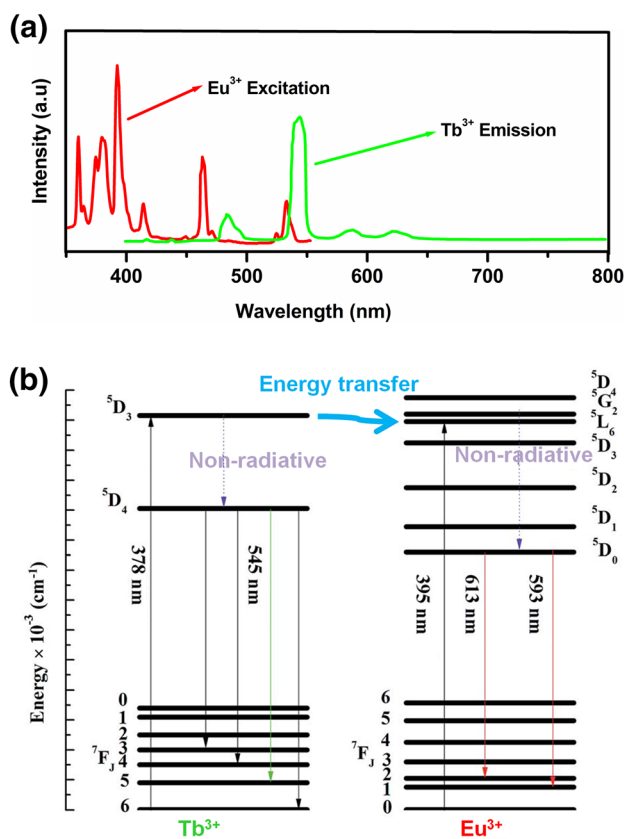 (a)
Intensity (a.u)
Eu³⁺ Excitation
Tb³⁺ Emission
400 500 600 700 800
Wavelength (nm)
(b)
Energy × 10⁻³ (cm⁻¹)
Energy transfer
⁵D₃
Non-radiative
⁵D₄
378 nm
545 nm
0
1
2
3
⁷F_J 4
5
6
Tb³⁺
⁵D₄
⁵G₂
⁵L₆
⁵D₃
Non-radiative
⁵D₂
⁵D₁
⁵D₀
395 nm
613 nm
593 nm
6
5
4
⁷F_J 3
2
1
0
Eu³⁺